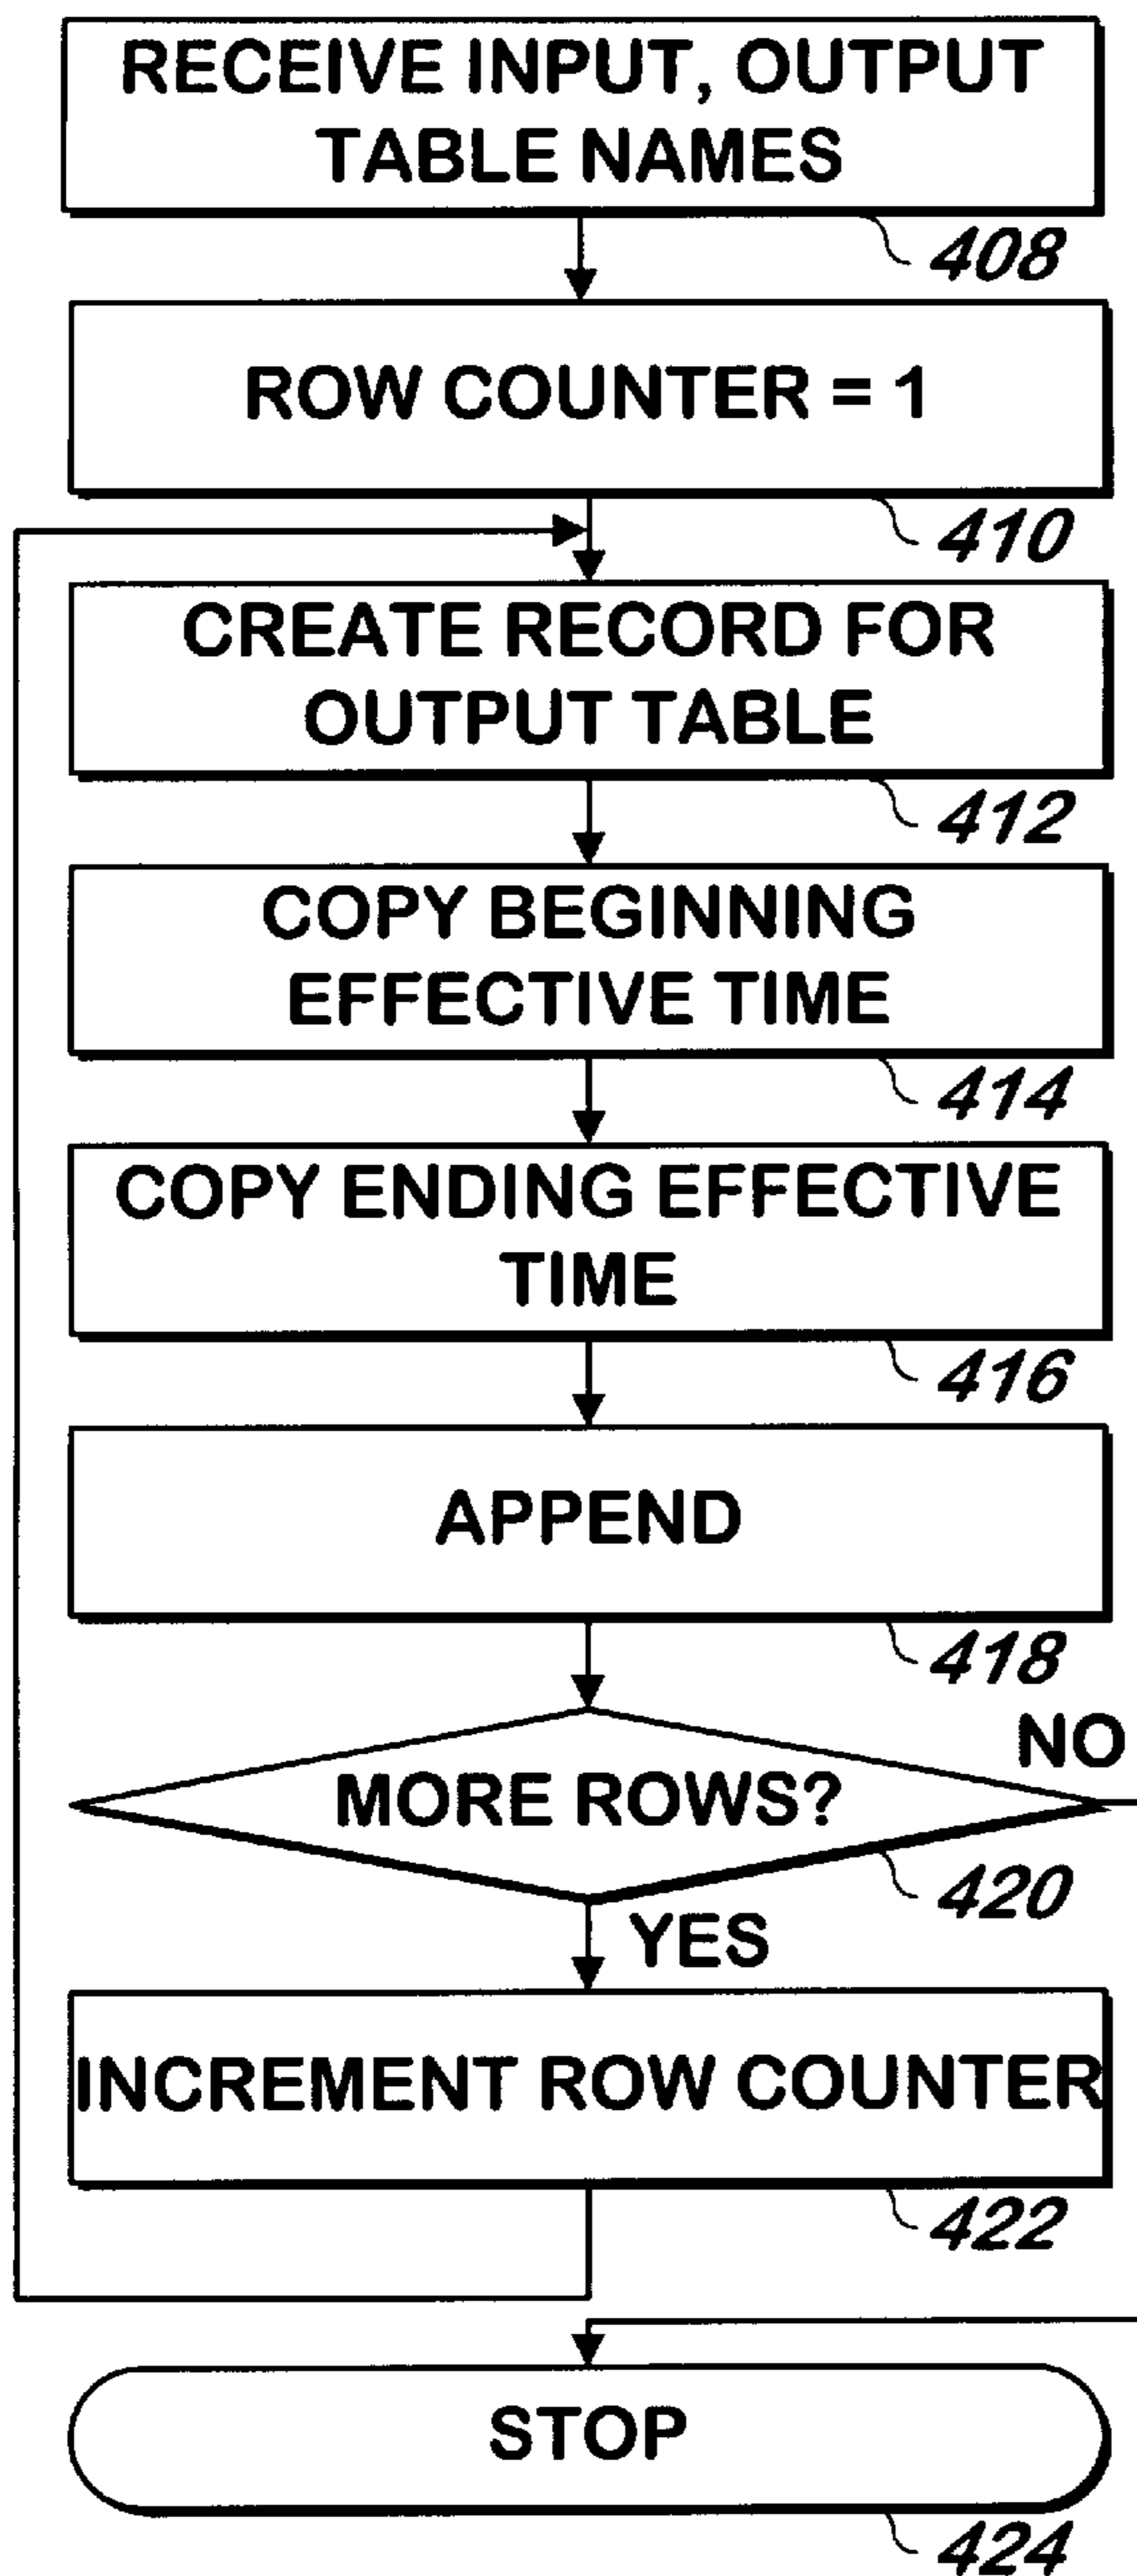 RECEIVE INPUT, OUTPUT
TABLE NAMES
408
ROW COUNTER = 1
410
CREATE RECORD FOR
OUTPUT TABLE
412
COPY BEGINNING
EFFECTIVE TIME
414
COPY ENDING EFFECTIVE
TIME
416
APPEND
418
NO
MORE ROWS?
420
YES
INCREMENT ROW COUNTER
422
STOP
424